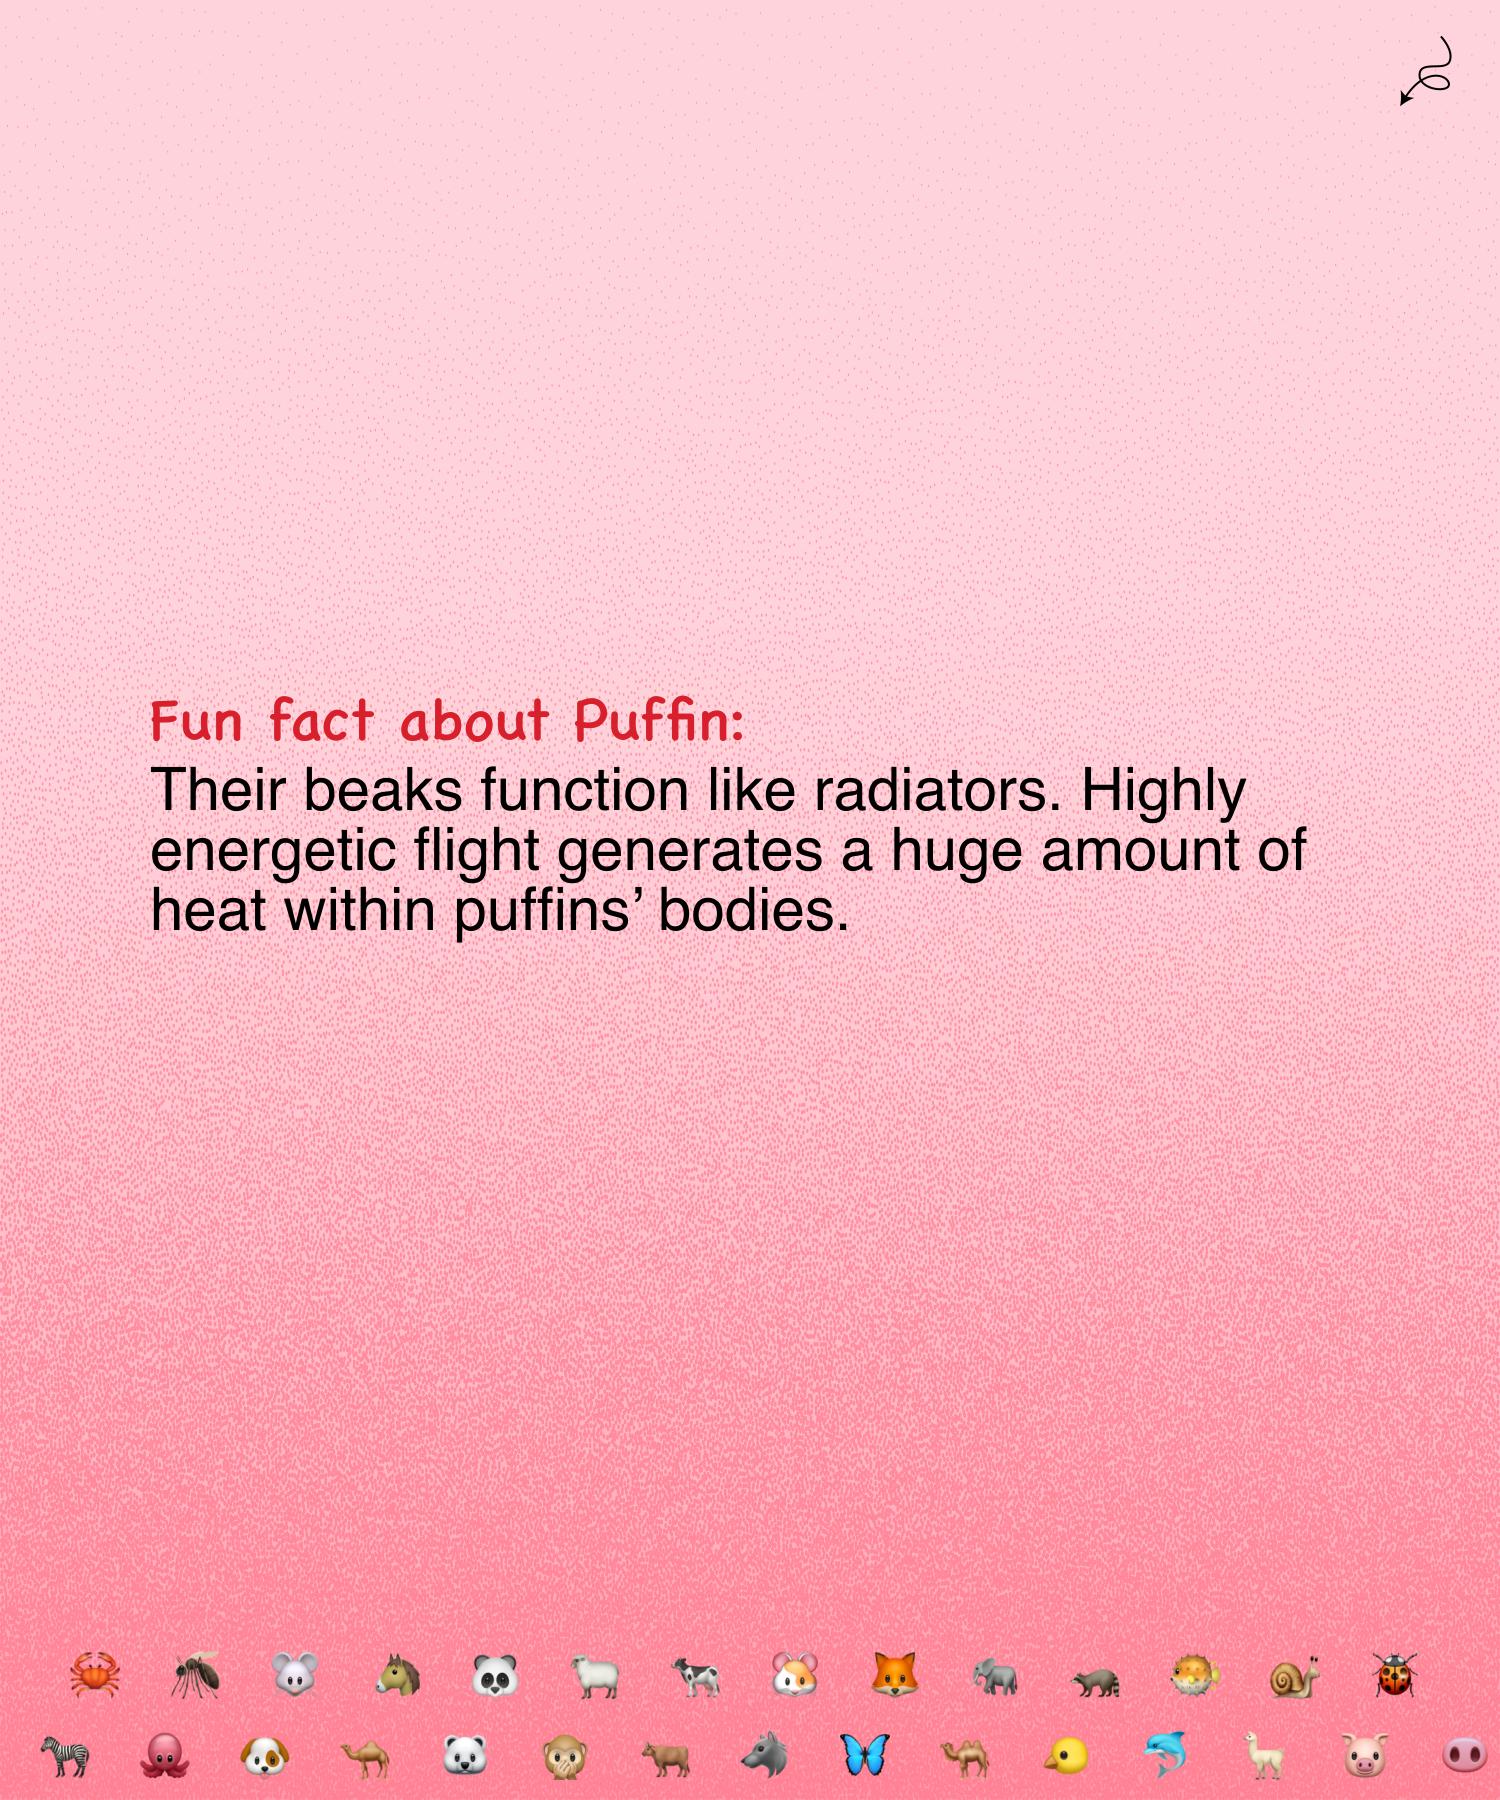 Fun fact about Puffin:
Their beaks function like radiators. Highly
energetic flight generates a huge amount of
heat within puffins’ bodies.